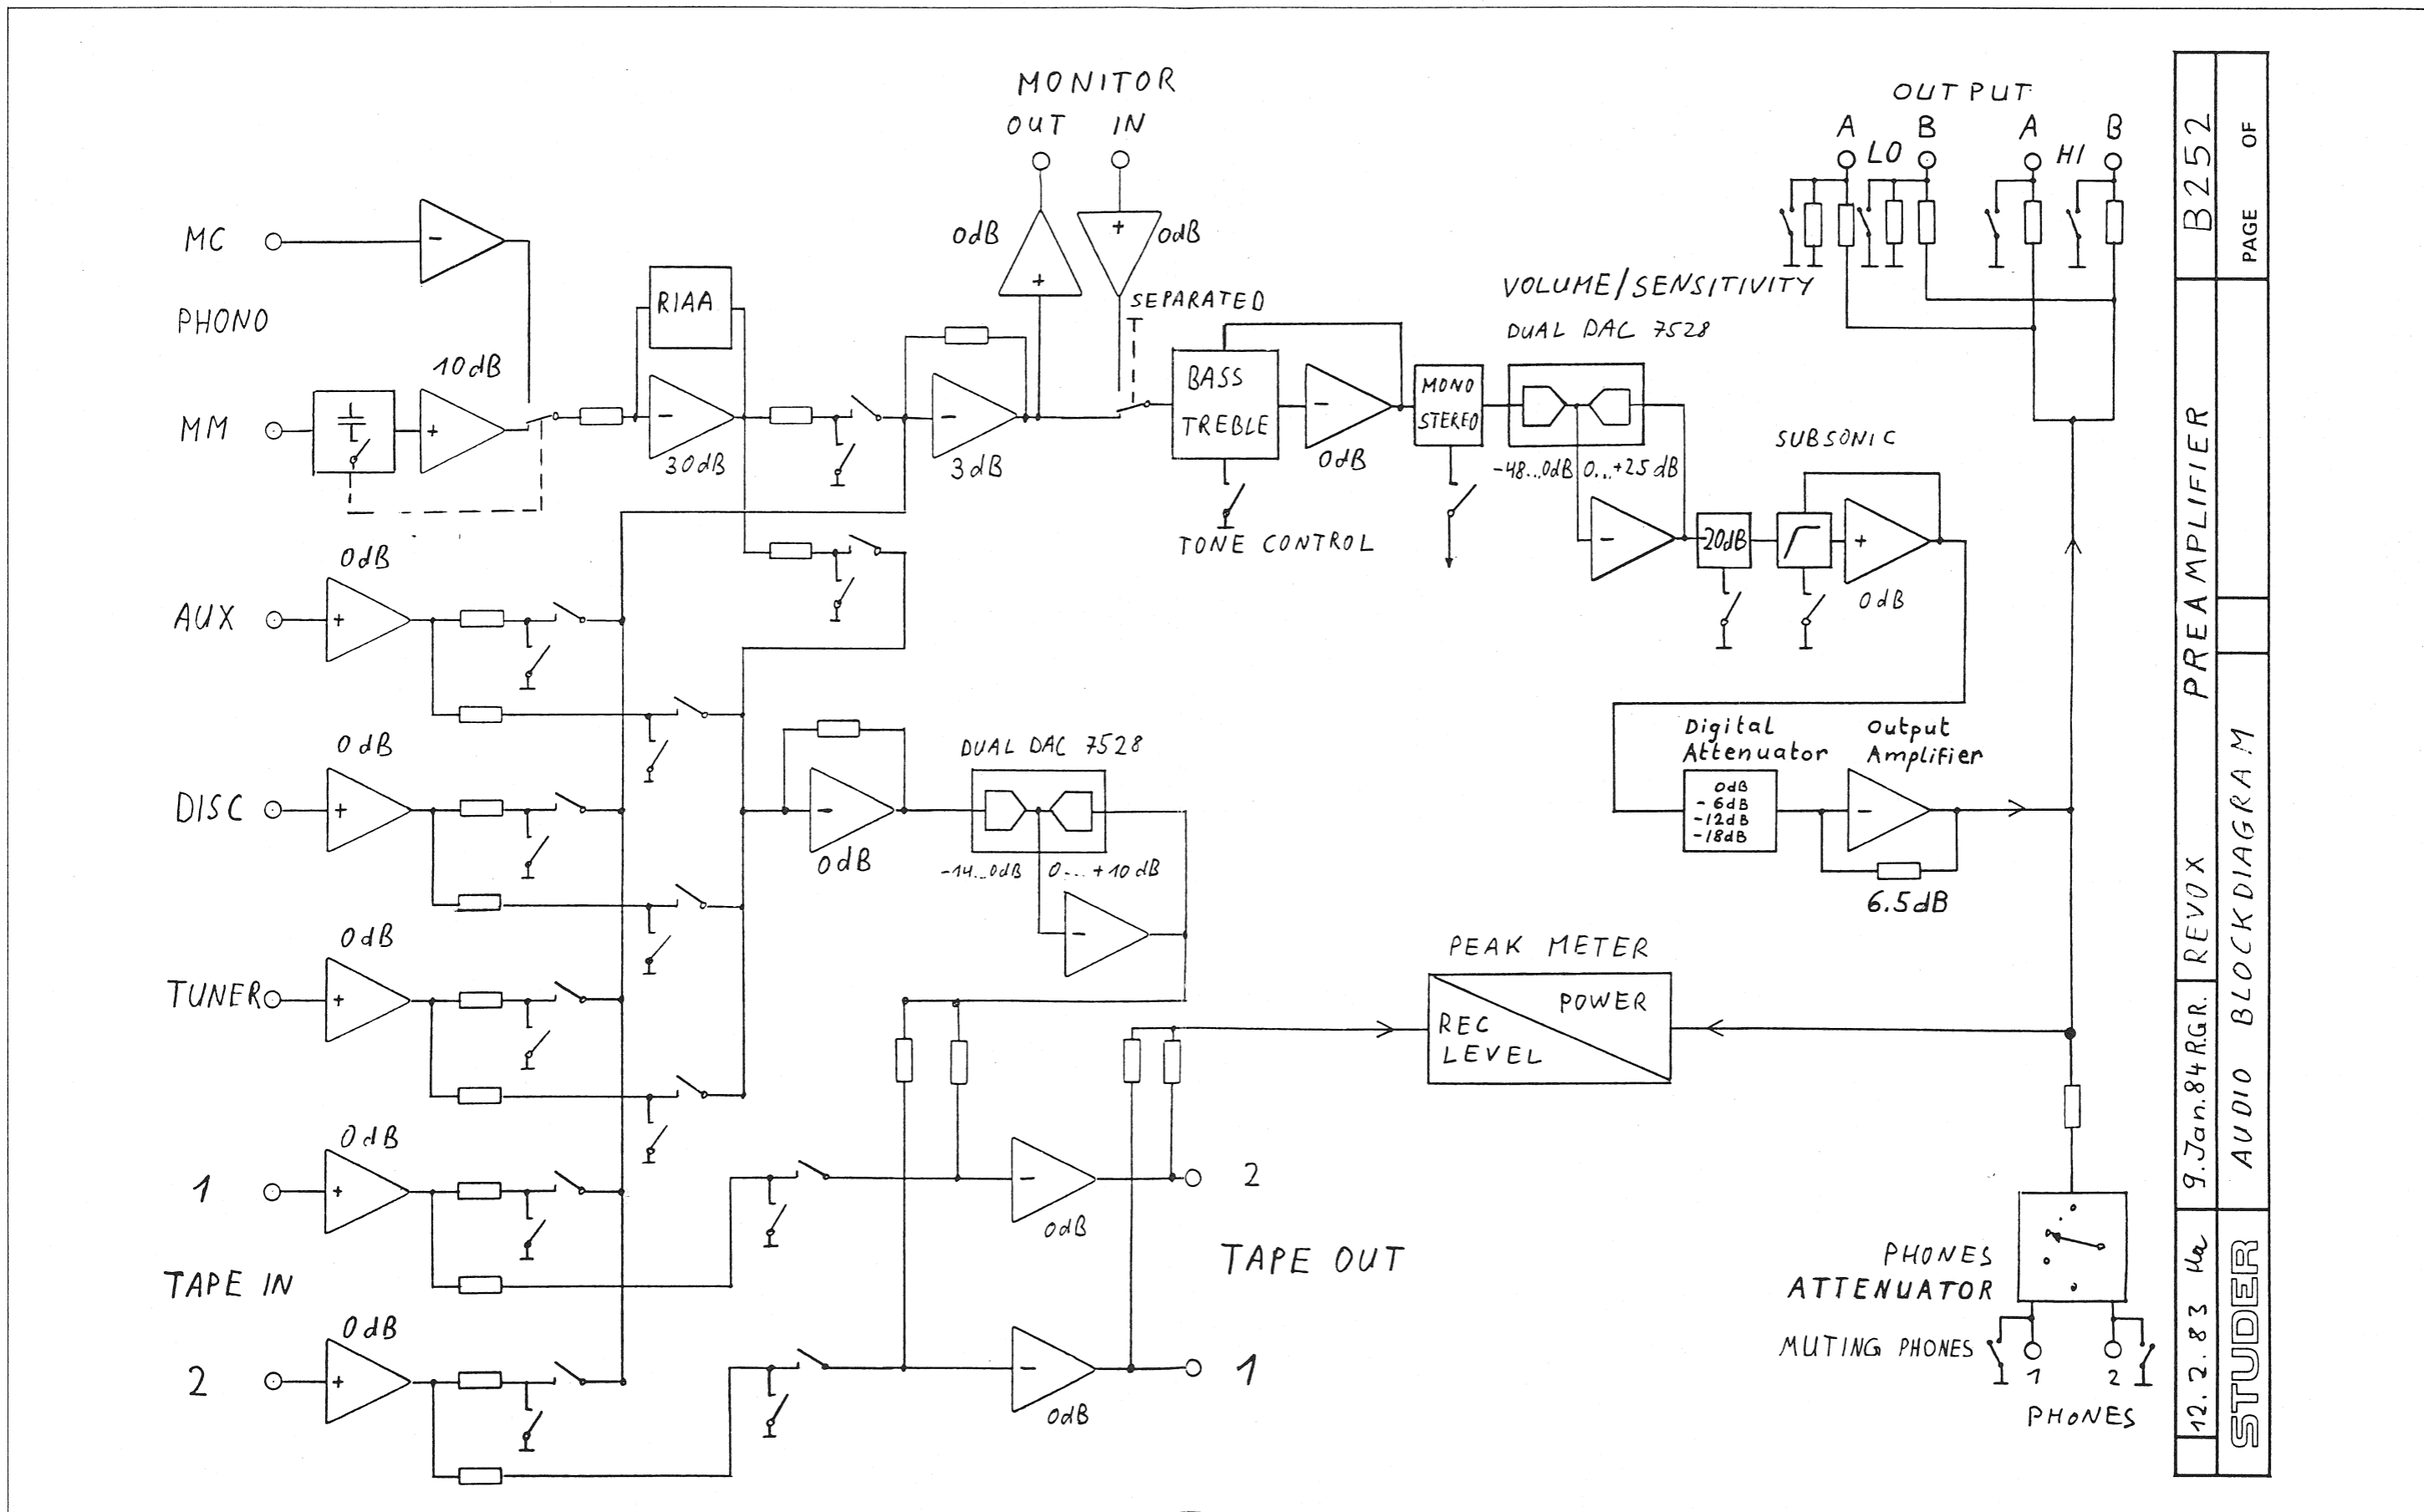 MONITOR
OUT IN
OUTPUT
A LO B A HI B
MC
PHONO
MM
-
10dB
+
RIAA
-
30dB
-
3dB
0dB
+
+
0dB
SEPARATED
BASS
TREBLE
TONE CONTROL
-
0dB
MONO
STEREO
VOLUME/SENSITIVITY
DUAL DAC 7528
-48...0dB 0...+25dB
-
20dB
SUBSONIC
+
0dB
AUX
0dB
+
DISC
0dB
+
TUNER
0dB
+
1
0dB
+
TAPE IN
2
0dB
+
-
0dB
DUAL DAC 7528
-14...0dB 0...+10dB
-
Digital
Attenuator
0dB
-6dB
-12dB
-18dB
Output
Amplifier
-
6.5dB
PEAK METER
REC
LEVEL
POWER
-
0dB
2
TAPE OUT
-
0dB
1
PHONES
ATTENUATOR
MUTING PHONES
1 2
PHONES
12.2.83 Ha 9.Jan.84 R.GR. REVOX PREAMPLIFIER B252
STUDER AUDIO BLOCKDIAGRAM PAGE OF